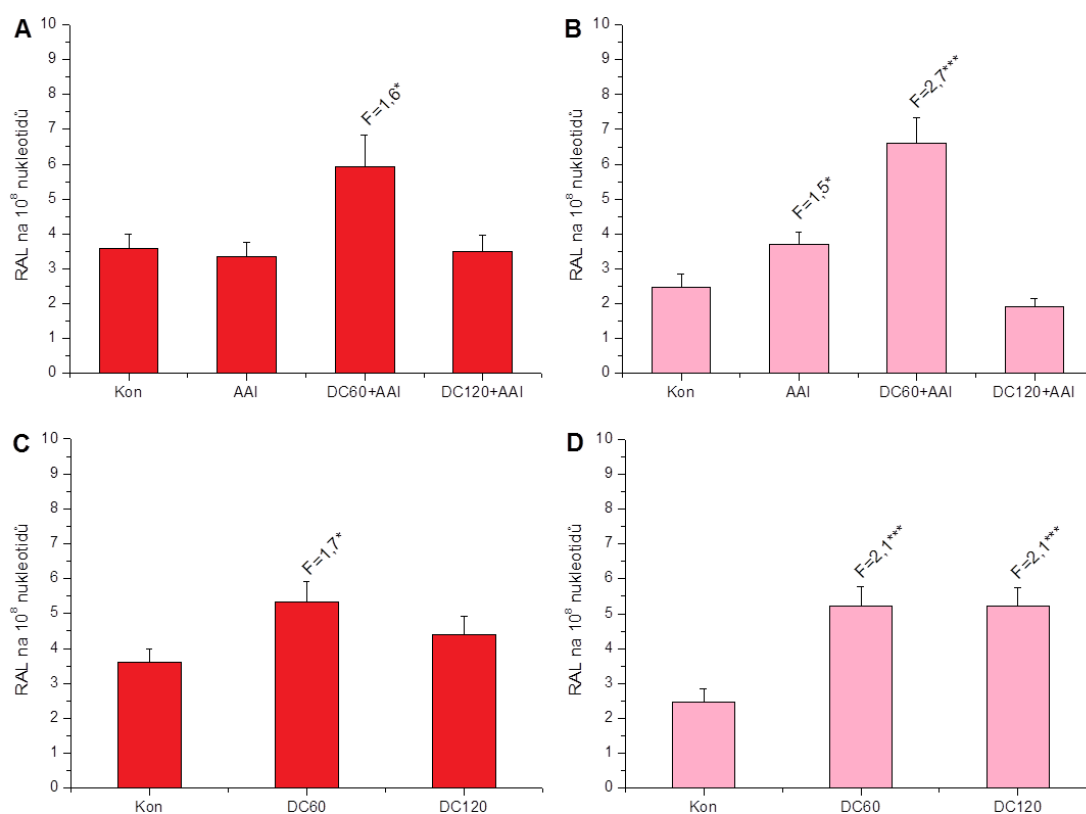 A
RAL na 10⁸ nukleotidů
10
9
8
7
6
5
4
3
2
1
0
F=1,6*
Kon AAI DC60+AAI DC120+AAI
B
RAL na 10⁸ nukleotidů
10
9
8
7
6
5
4
3
2
1
0
F=1,5*
F=2,7***
Kon AAI DC60+AAI DC120+AAI
C
RAL na 10⁸ nukleotidů
10
9
8
7
6
5
4
3
2
1
0
F=1,7*
Kon DC60 DC120
D
RAL na 10⁸ nukleotidů
10
9
8
7
6
5
4
3
2
1
0
F=2,1***
F=2,1***
Kon DC60 DC120